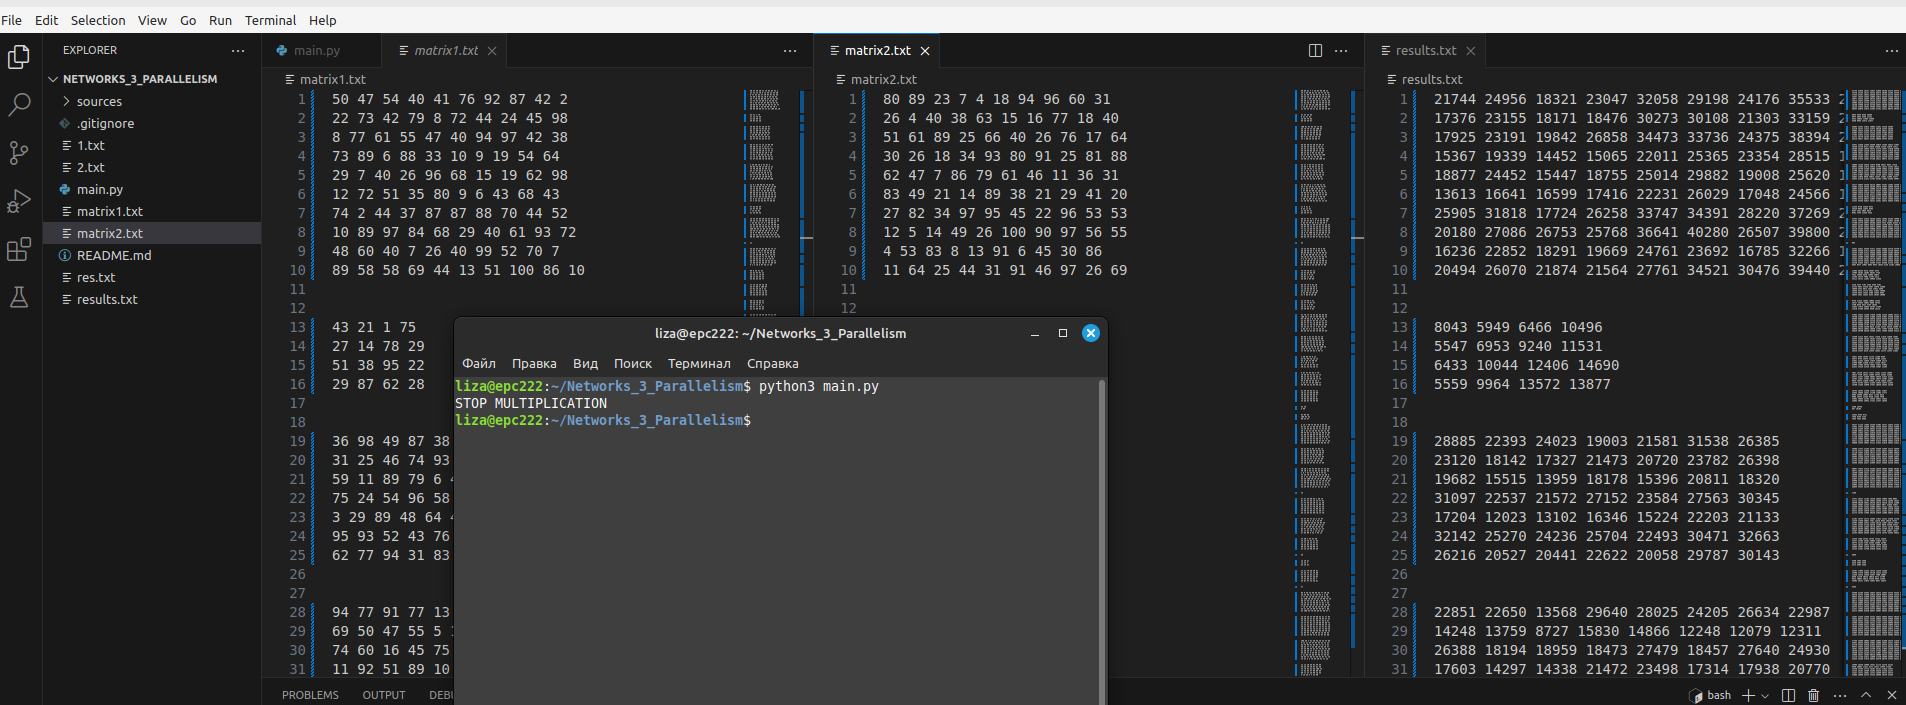 File Edit Selection View Go Run Terminal Help
EXPLORER
NETWORKS_3_PARALLELISM
sources
.gitignore
1.txt
2.txt
main.py
matrix1.txt
matrix2.txt
README.md
res.txt
results.txt
main.py matrix1.txt
matrix1.txt
1 50 47 54 40 41 76 92 87 42 2
2 22 73 42 79 8 72 44 24 45 98
3 8 77 61 55 47 40 94 97 42 38
4 73 89 6 88 33 10 9 19 54 64
5 29 7 40 26 96 68 15 19 62 98
6 12 72 51 35 80 9 6 43 68 43
7 74 2 44 37 87 87 88 70 44 52
8 10 89 97 84 68 29 40 61 93 72
9 48 60 40 7 26 40 99 52 70 7
10 89 58 58 69 44 13 51 100 86 10
11
12
13 43 21 1 75
14 27 14 78 29
15 51 38 95 22
16 29 87 62 28
17
18
19 36 98 49 87 38
20 31 25 46 74 93
21 59 11 89 79 6
22 75 24 54 96 58
23 3 29 89 48 64
24 95 93 52 43 76
25 62 77 94 31 83
26
27
28 94 77 91 77 13
29 69 50 47 55 5
30 74 60 16 45 75
31 11 92 51 89 10
matrix2.txt
matrix2.txt
1 80 89 23 7 4 18 94 96 60 31
2 26 4 40 38 63 15 16 77 18 40
3 51 61 89 25 66 40 26 76 17 64
4 30 26 18 34 93 80 91 25 81 88
5 62 47 7 86 79 61 46 11 36 31
6 83 49 21 14 89 38 21 29 41 20
7 27 82 34 97 95 45 22 96 53 53
8 12 5 14 49 26 100 90 97 56 55
9 4 53 83 8 13 91 6 45 30 86
10 11 64 25 44 31 91 46 97 26 69
11
12
results.txt
results.txt
1 21744 24956 18321 23047 32058 29198 24176 35533
2 17376 23155 18171 18476 30273 30108 21303 33159
3 17925 23191 19842 26858 34473 33736 24375 38394
4 15367 19339 14452 15065 22011 25365 23354 28515
5 18877 24452 15447 18755 25014 29882 19008 25620
6 13613 16641 16599 17416 22231 26029 17048 24566
7 25905 31818 17724 26258 33747 34391 28220 37269
8 20180 27086 26753 25768 36641 40280 26507 39800
9 16236 22852 18291 19669 24761 23692 16785 32266
10 20494 26070 21874 21564 27761 34521 30476 39440
11
12
13 8043 5949 6466 10496
14 5547 6953 9240 11531
15 6433 10044 12406 14690
16 5559 9964 13572 13877
17
18
19 28885 22393 24023 19003 21581 31538 26385
20 23120 18142 17327 21473 20720 23782 26398
21 19682 15515 13959 18178 15396 20811 18320
22 31097 22537 21572 27152 23584 27563 30345
23 17204 12023 13102 16346 15224 22203 21133
24 32142 25270 24236 25704 22493 30471 32663
25 26216 20527 20441 22622 20058 29787 30143
26
27
28 22851 22650 13568 29640 28025 24205 26634 22987
29 14248 13759 8727 15830 14866 12248 12079 12311
30 26388 18194 18959 18473 27479 18457 27640 24930
31 17603 14297 14338 21472 23498 17314 17938 20770
liza@epc222: ~/Networks_3_Parallelism
Файл Правка Вид Поиск Терминал Справка
liza@epc222:~/Networks_3_Parallelism$ python3 main.py
STOP MULTIPLICATION
liza@epc222:~/Networks_3_Parallelism$
PROBLEMS OUTPUT DEBU
bash